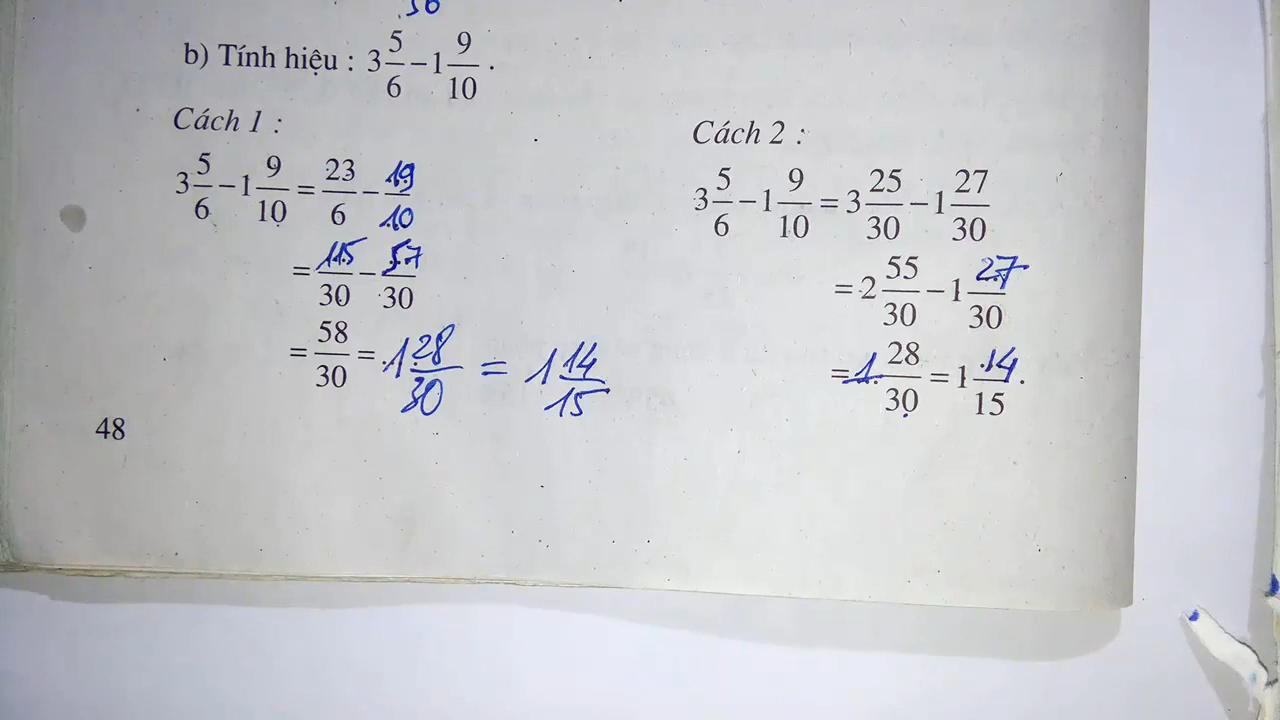 36
b) Tính hiệu : 3 5/6 − 1 9/10 .
Cách 1 :
3 5/6 − 1 9/10 = 23/6 − 19/10
= 115/30 − 57/30
= 58/30 = 1 28/30 = 1 14/15
Cách 2 :
3 5/6 − 1 9/10 = 3 25/30 − 1 27/30
= 2 55/30 − 1 27/30
= 1 28/30 = 1 14/15 .
48